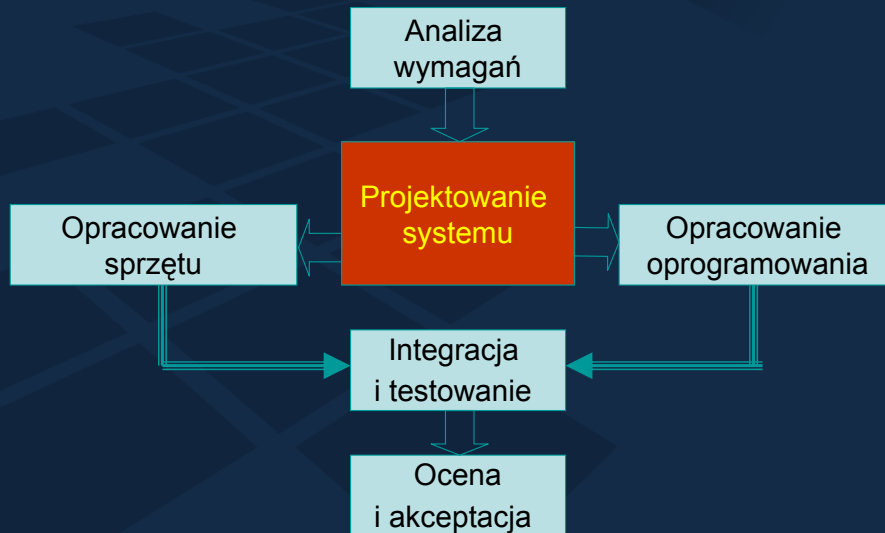 Analiza
wymagań
Projektowanie
systemu
Opracowanie
sprzętu
Opracowanie
oprogramowania
Integracja
i testowanie
Ocena
i akceptacja